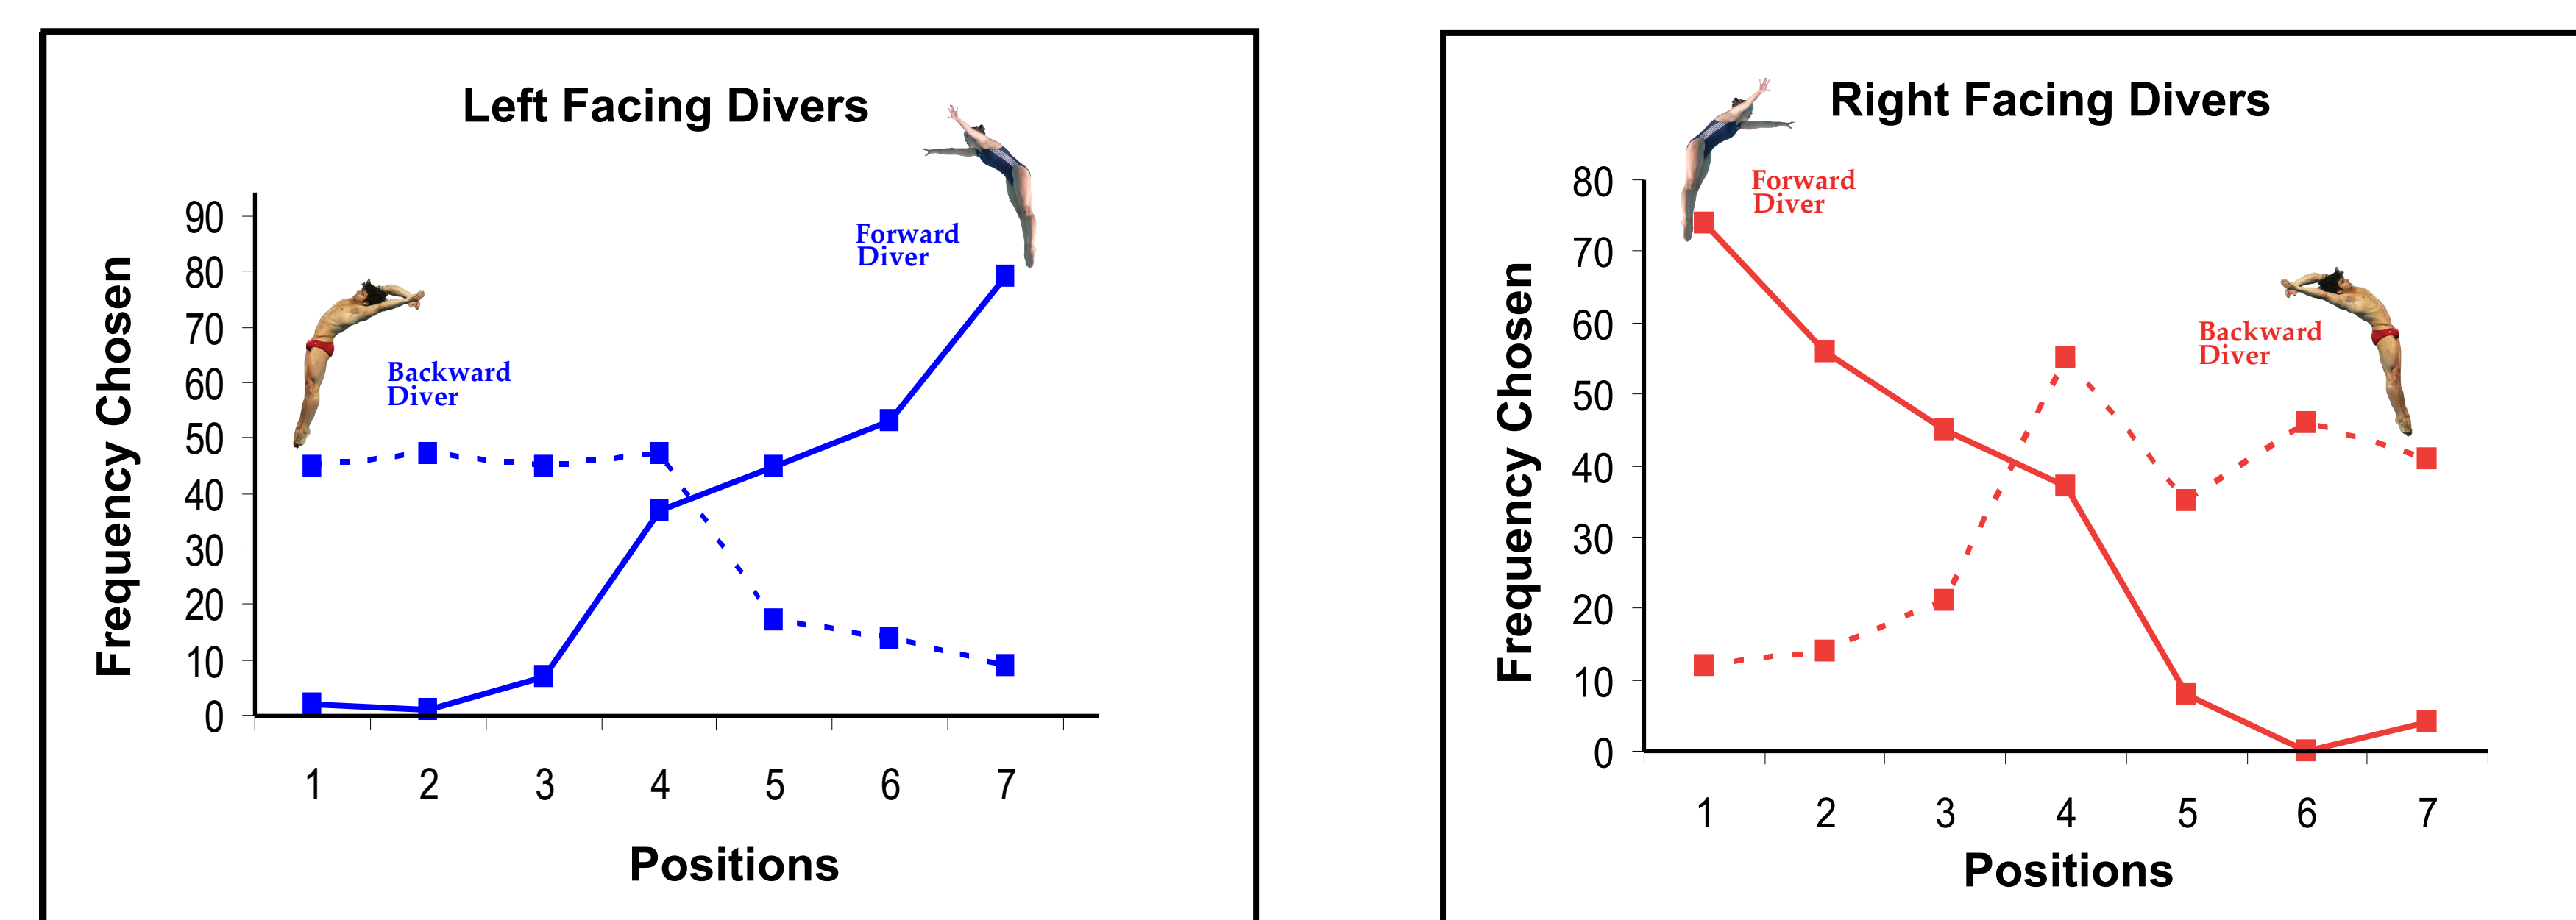 Left Facing Divers
Forward
Diver
Backward
Diver
90
80
70
60
50
40
30
20
10
0
Frequency Chosen
1 2 3 4 5 6 7
Positions
Right Facing Divers
Forward
Diver
Backward
Diver
80
70
60
50
40
30
20
10
0
Frequency Chosen
1 2 3 4 5 6 7
Positions